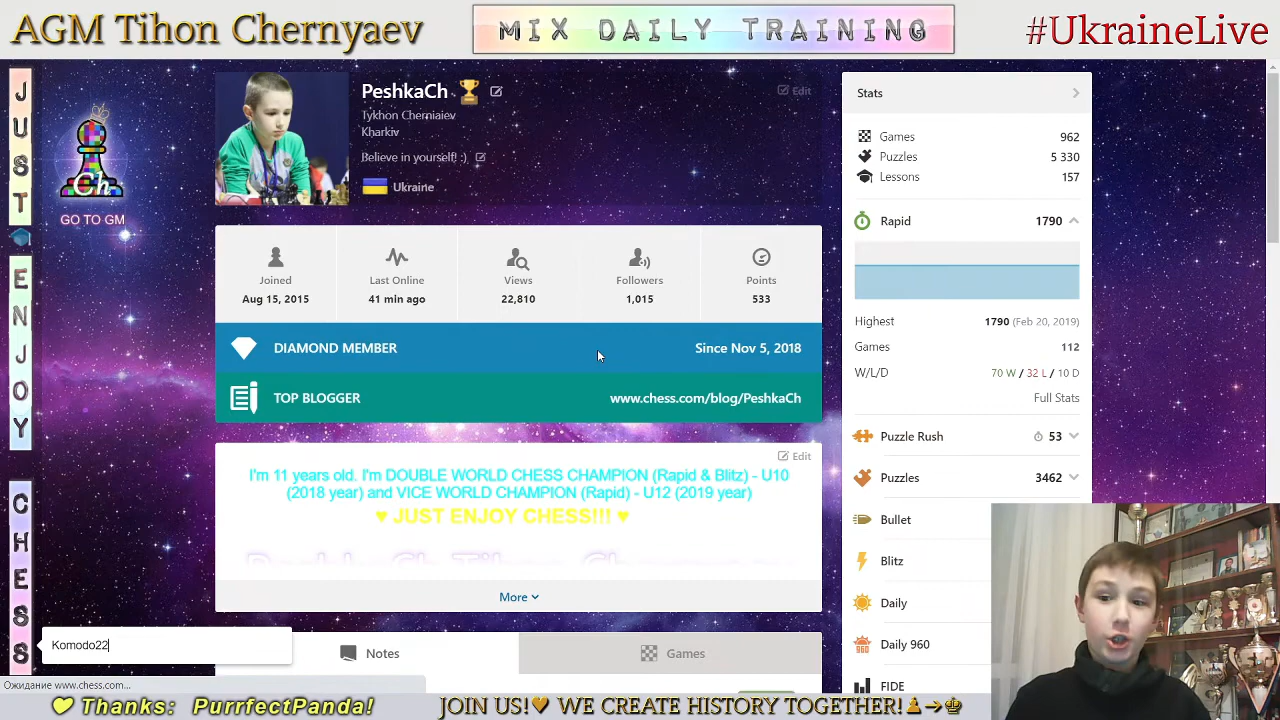 AGM Tihon Chernyaev
MIX DAILY TRAINING
#UkraineLive
JUST
ENJOY
CHESS
Ch
GO TO GM
PeshkaCh
Edit
Tykhon Cherniaiev
Kharkiv
Believe in yourself! :)
Ukraine
Joined
Aug 15, 2015
Last Online
41 min ago
Views
22,810
Followers
1,015
Points
533
DIAMOND MEMBER
Since Nov 5, 2018
TOP BLOGGER
www.chess.com/blog/PeshkaCh
Edit
I'm 11 years old. I'm DOUBLE WORLD CHESS CHAMPION (Rapid & Blitz) - U10
(2018 year) and VICE WORLD CHAMPION (Rapid) - U12 (2019 year)
♥ JUST ENJOY CHESS!!! ♥
More
Notes
Games
Stats
Games 962
Puzzles 5 330
Lessons 157
Rapid 1790
Highest 1790 (Feb 20, 2019)
Games 112
W/L/D 70 W / 32 L / 10 D
Full Stats
Puzzle Rush 53
Puzzles 3462
Bullet
Blitz
Daily
Daily 960
960
FIDE
Komodo22
Ожидание www.chess.com...
Thanks: PurrfectPanda!
JOIN US! WE CREATE HISTORY TOGETHER!